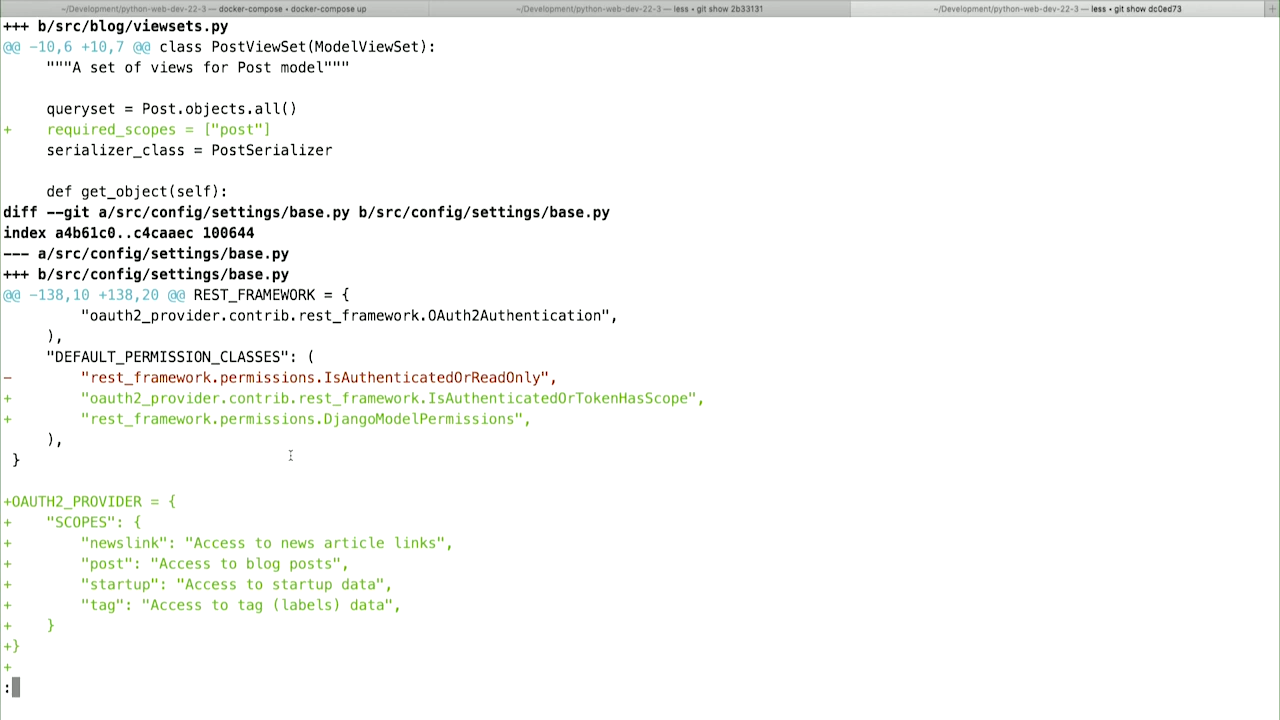 ~/Development/python-web-dev-22-3 — docker-compose • docker-compose up
~/Development/python-web-dev-22-3 — less • git show 2b33131
~/Development/python-web-dev-22-3 — less • git show dc0ed73
+
+++ b/src/blog/viewsets.py
@@ -10,6 +10,7 @@ class PostViewSet(ModelViewSet):
     """A set of views for Post model"""
     queryset = Post.objects.all()
+    required_scopes = ["post"]
     serializer_class = PostSerializer
     def get_object(self):
diff --git a/src/config/settings/base.py b/src/config/settings/base.py
index a4b61c0..c4caaec 100644
--- a/src/config/settings/base.py
+++ b/src/config/settings/base.py
@@ -138,10 +138,20 @@ REST_FRAMEWORK = {
         "oauth2_provider.contrib.rest_framework.OAuth2Authentication",
     ),
     "DEFAULT_PERMISSION_CLASSES": (
-        "rest_framework.permissions.IsAuthenticatedOrReadOnly",
+        "oauth2_provider.contrib.rest_framework.IsAuthenticatedOrTokenHasScope",
+        "rest_framework.permissions.DjangoModelPermissions",
     ),
 }
+OAUTH2_PROVIDER = {
+    "SCOPES": {
+        "newslink": "Access to news article links",
+        "post": "Access to blog posts",
+        "startup": "Access to startup data",
+        "tag": "Access to tag (labels) data",
+    }
+}
+
: